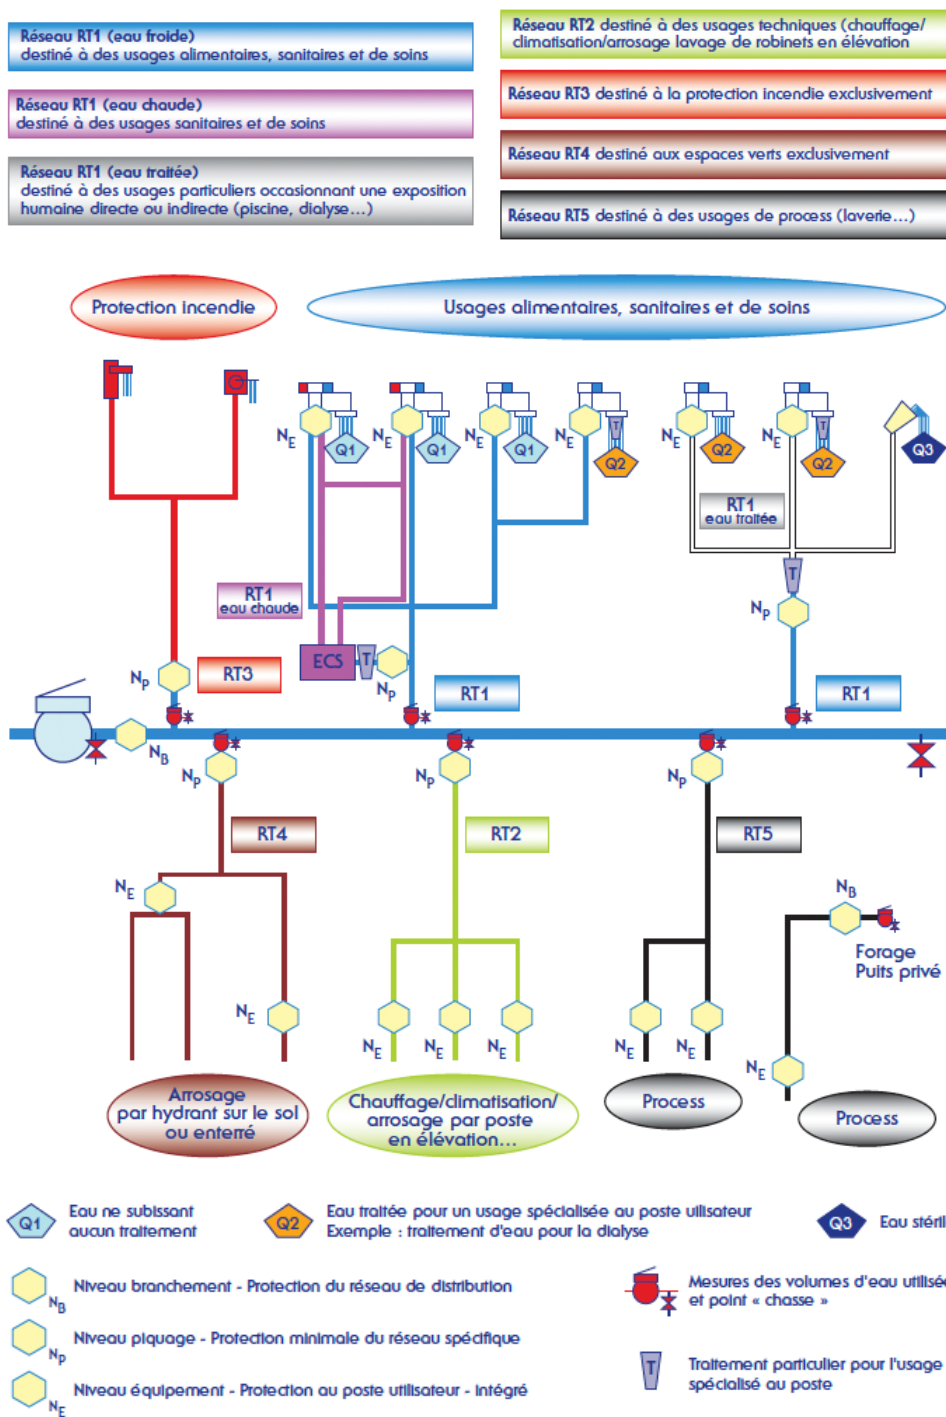 Réseau RT1 (eau froide)
destiné à des usages alimentaires, sanitaires et de soins
Réseau RT1 (eau chaude)
destiné à des usages sanitaires et de soins
Réseau RT1 (eau traitée)
destiné à des usages particuliers occasionnant une exposition
humaine directe ou indirecte (piscine, dialyse...)
Réseau RT2 destiné à des usages techniques (chauffage/
climatisation/arrosage lavage de robinets en élévation
Réseau RT3 destiné à la protection incendie exclusivement
Réseau RT4 destiné aux espaces verts exclusivement
Réseau RT5 destiné à des usages de process (laverie...)
Protection incendie
Usages alimentaires, sanitaires et de soins
NE
NE
NE
NE
NE
NE
T
T
Q1
Q1
Q1
Q2
Q2
Q2
Q3
RT1
eau traitée
T
RT1
eau chaude
NP
ECS
T
NP
NP
RT3
RT1
RT1
NB
NP
NP
NP
RT4
RT2
RT5
NE
NB
Forage
Puits privé
NE
NE
NE
NE
NE
NE
NE
Arrosage
par hydrant sur le sol
ou enterré
Chauffage/climatisation/
arrosage par poste
en élévation...
Process
Process
Q1
Eau ne subissant
aucun traitement
Q2
Eau traitée pour un usage spécialisé au poste utilisateur
Exemple : traitement d'eau pour la dialyse
Q3
Eau stéril
NB
Niveau branchement - Protection du réseau de distribution
NP
Niveau piquage - Protection minimale du réseau spécifique
NE
Niveau équipement - Protection au poste utilisateur - intégré
Mesures des volumes d'eau utilisée
et point « chasse »
T
Traitement particulier pour l'usage
spécialisé au poste